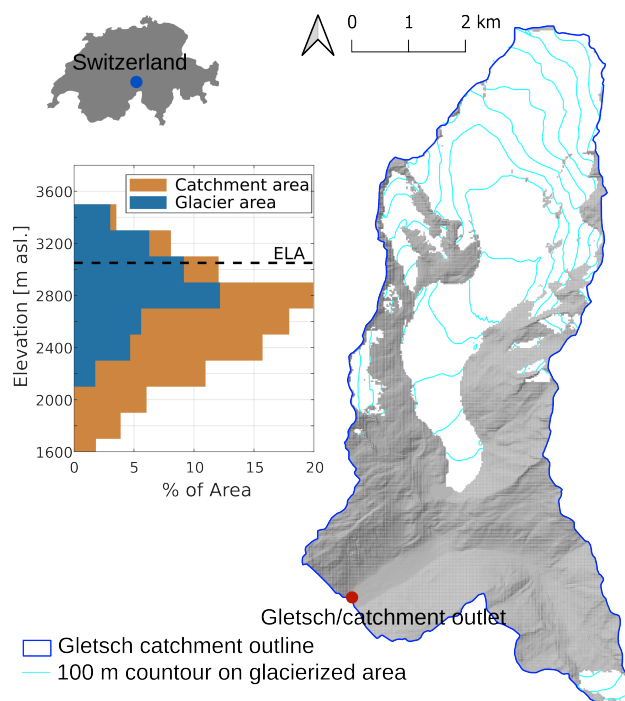 0 1 2 km
Switzerland
Catchment area
Glacier area
ELA
Elevation [m asl.]
3600
3200
2800
2400
2000
1600
0 5 10 15 20
% of Area
Gletsch/catchment outlet
Gletsch catchment outline
100 m countour on glacierized area